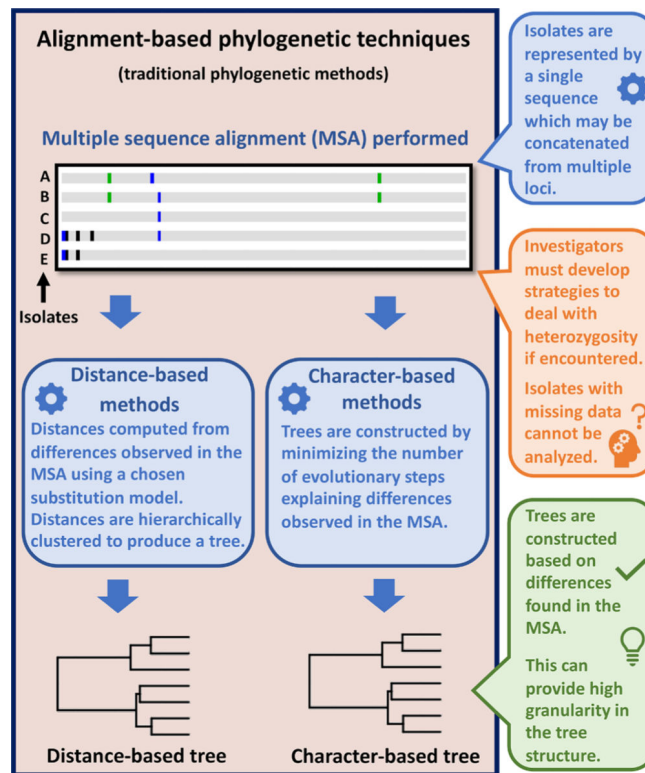 Alignment-based phylogenetic techniques
(traditional phylogenetic methods)
Multiple sequence alignment (MSA) performed
A
B
C
D
E
Isolates
Distance-based
methods
Distances computed from
differences observed in the
MSA using a chosen
substitution model.
Distances are hierarchically
clustered to produce a tree.
Character-based
methods
Trees are constructed by
minimizing the number
of evolutionary steps
explaining differences
observed in the MSA.
Distance-based tree
Character-based tree
Isolates are
represented by
a single
sequence
which may be
concatenated
from multiple
loci.
Investigators
must develop
strategies to
deal with
heterozygosity
if encountered.
Isolates with
missing data
cannot be
analyzed.
?
Trees are
constructed
based on
differences
found in the
MSA.
This can
provide high
granularity in
the tree
structure.